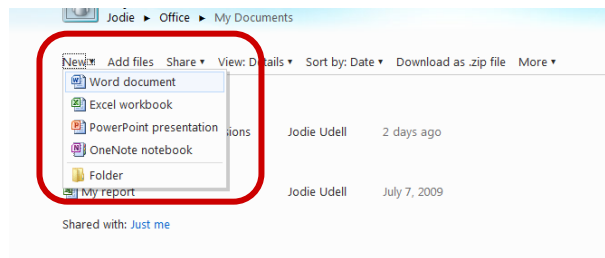 Jodie ► Office ► My Documents
New ▾ Add files Share ▾ View: Details ▾ Sort by: Date ▾ Download as .zip file More ▾
Word document
Excel workbook
PowerPoint presentation
OneNote notebook
Folder
Jodie Udell 2 days ago
My report Jodie Udell July 7, 2009
Shared with: Just me